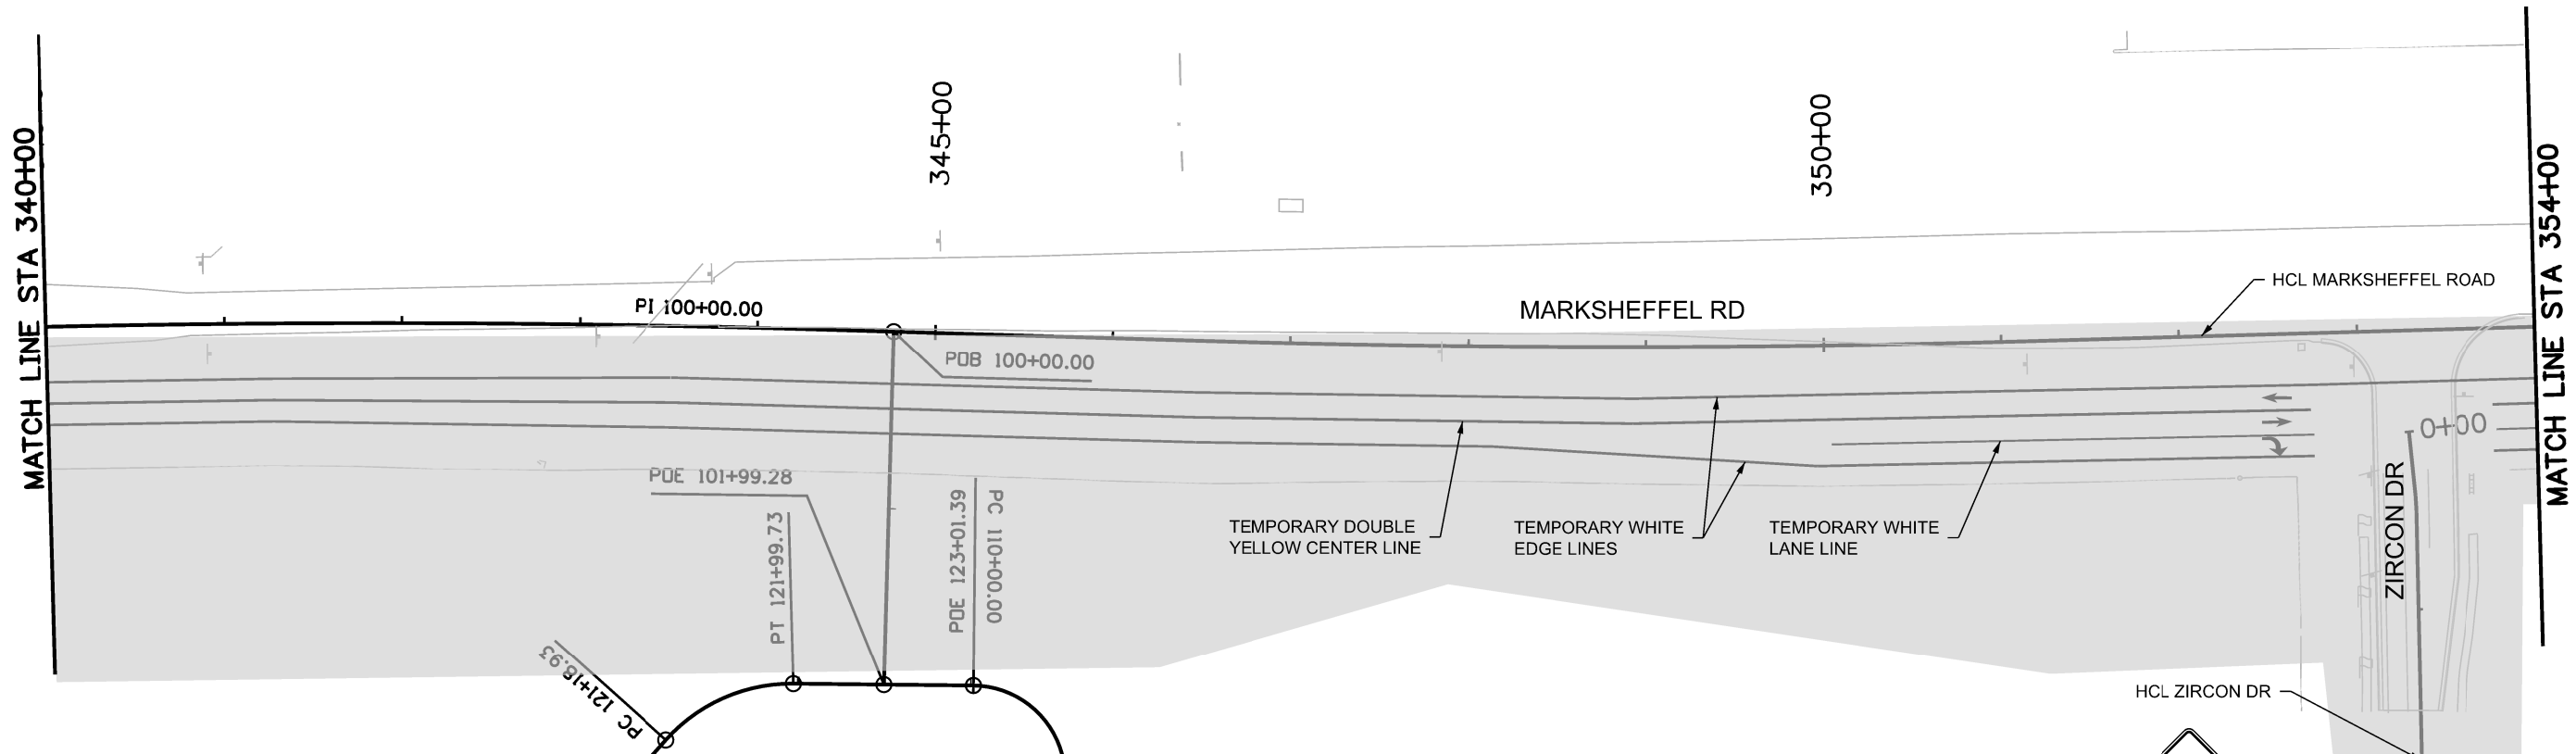 MATCH LINE STA 340+00
345+00
350+00
MATCH LINE STA 354+00
PI 100+00.00
MARKSHEFFEL RD
HCL MARKSHEFFEL ROAD
POB 100+00.00
POE 101+99.28
PT 121+99.73
POE 123+01.39
PC 110+00.00
PC 121+18.93
TEMPORARY DOUBLE
YELLOW CENTER LINE
TEMPORARY WHITE
EDGE LINES
TEMPORARY WHITE
LANE LINE
0+00
ZIRCON DR
HCL ZIRCON DR